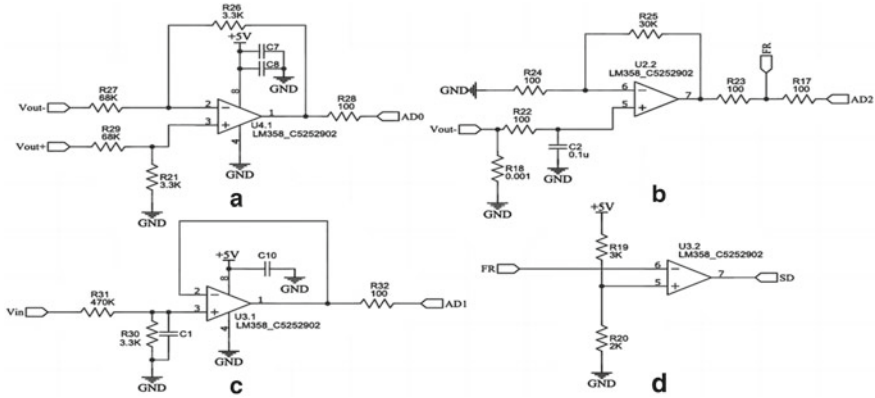 R26
3.3K
+5V
C7
C8
GND
8
R27
68K
Vout-
2
3
1
U4.1
LM358_C5252902
R28
100
AD0
R29
68K
Vout+
4
GND
R21
3.3K
GND
a
R25
30K
FR
U2.2
LM358_C5252902
R24
100
GND
6
5
7
R23
100
R17
100
AD2
R22
100
Vout-
C2
0.1u
GND
R18
0.001
GND
b
+5V
C10
GND
8
2
3
1
U3.1
LM358_C5252902
R32
100
AD1
R31
470K
Vin
4
GND
R30
3.3K
C1
GND
c
+5V
R19
3K
U3.2
LM358_C5252902
FR
6
5
7
SD
R20
2K
GND
d